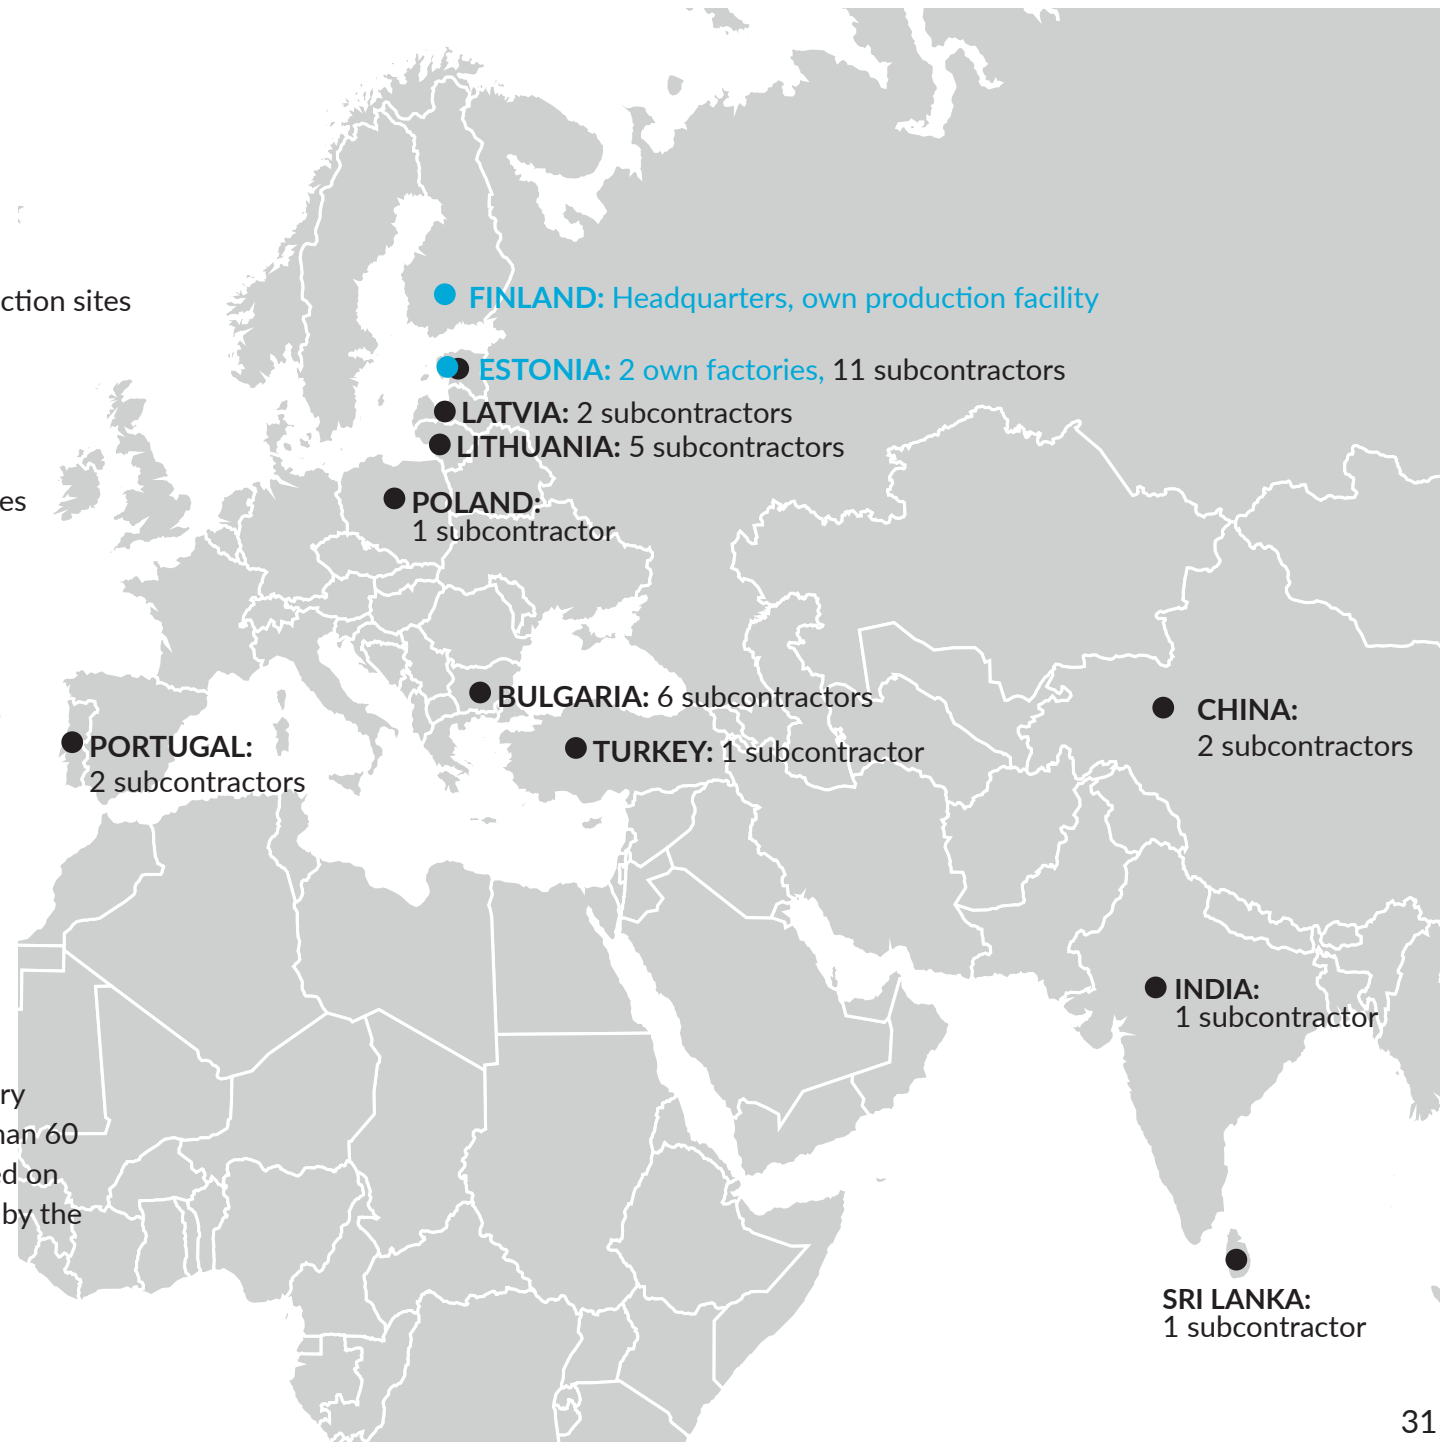 ction sites
FINLAND: Headquarters, own production facility
ESTONIA: 2 own factories, 11 subcontractors
LATVIA: 2 subcontractors
LITHUANIA: 5 subcontractors
es
POLAND:
1 subcontractor
BULGARIA: 6 subcontractors
CHINA:
2 subcontractors
PORTUGAL:
2 subcontractors
TURKEY: 1 subcontractor
INDIA:
1 subcontractor
ry
han 60
ed on
by the
SRI LANKA:
1 subcontractor
31